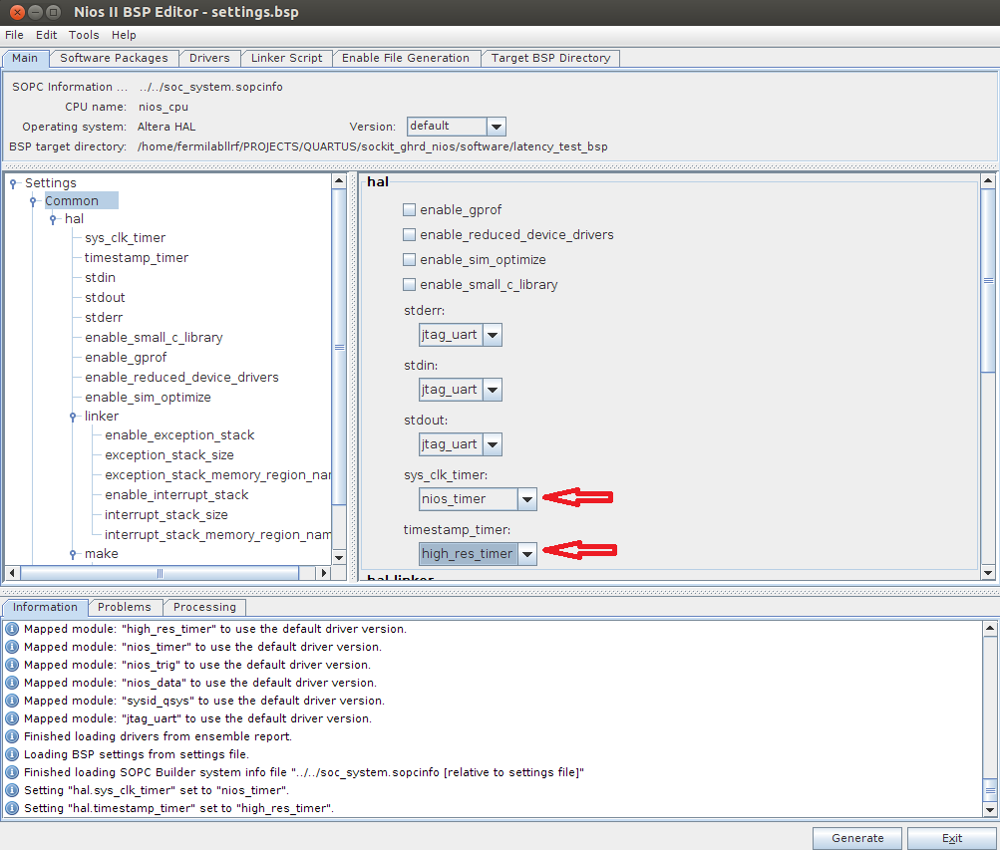 Nios II BSP Editor - settings.bsp
File Edit Tools Help
Main Software Packages Drivers Linker Script Enable File Generation Target BSP Directory
SOPC Information ... ../../soc_system.sopcinfo
CPU name: nios_cpu
Operating system: Altera HAL Version: default
BSP target directory: /home/fermilabllrf/PROJECTS/QUARTUS/sockit_ghrd_nios/software/latency_test_bsp
Settings
Common
hal
sys_clk_timer
timestamp_timer
stdin
stdout
stderr
enable_small_c_library
enable_gprof
enable_reduced_device_drivers
enable_sim_optimize
linker
enable_exception_stack
exception_stack_size
exception_stack_memory_region_nar
enable_interrupt_stack
interrupt_stack_size
interrupt_stack_memory_region_nam
make
hal
enable_gprof
enable_reduced_device_drivers
enable_sim_optimize
enable_small_c_library
stderr:
jtag_uart
stdin:
jtag_uart
stdout:
jtag_uart
sys_clk_timer:
nios_timer
timestamp_timer:
high_res_timer
hal.linker
Information Problems Processing
Mapped module: "high_res_timer" to use the default driver version.
Mapped module: "nios_timer" to use the default driver version.
Mapped module: "nios_trig" to use the default driver version.
Mapped module: "nios_data" to use the default driver version.
Mapped module: "sysid_qsys" to use the default driver version.
Mapped module: "jtag_uart" to use the default driver version.
Finished loading drivers from ensemble report.
Loading BSP settings from settings file.
Finished loading SOPC Builder system info file "../../soc_system.sopcinfo [relative to settings file]"
Setting "hal.sys_clk_timer" set to "nios_timer".
Setting "hal.timestamp_timer" set to "high_res_timer".
Generate Exit